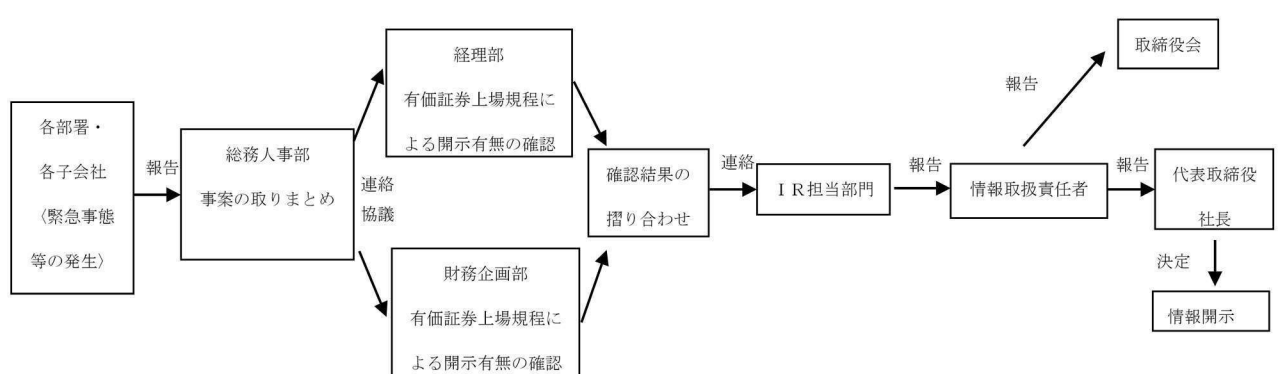 各部署・
各子会社
〈緊急事態
等の発生〉
報告
総務人事部
事案の取りまとめ
連絡
協議
経理部
有価証券上場規程に
よる開示有無の確認
財務企画部
有価証券上場規程に
よる開示有無の確認
確認結果の
摺り合わせ
連絡
ＩＲ担当部門
報告
情報取扱責任者
報告
取締役会
報告
代表取締役
社長
決定
情報開示